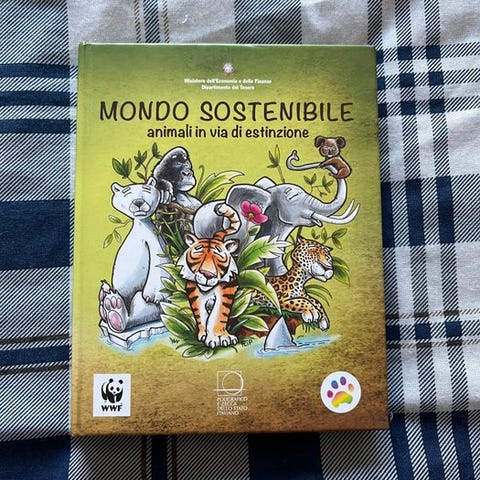 Ministero dell'Economia e delle Finanze
Dipartimento del Tesoro
MONDO SOSTENIBILE
animali in via di estinzione
WWF
POLIGRAFICO
E ZECCA
DELLO STATO
ITALIANO